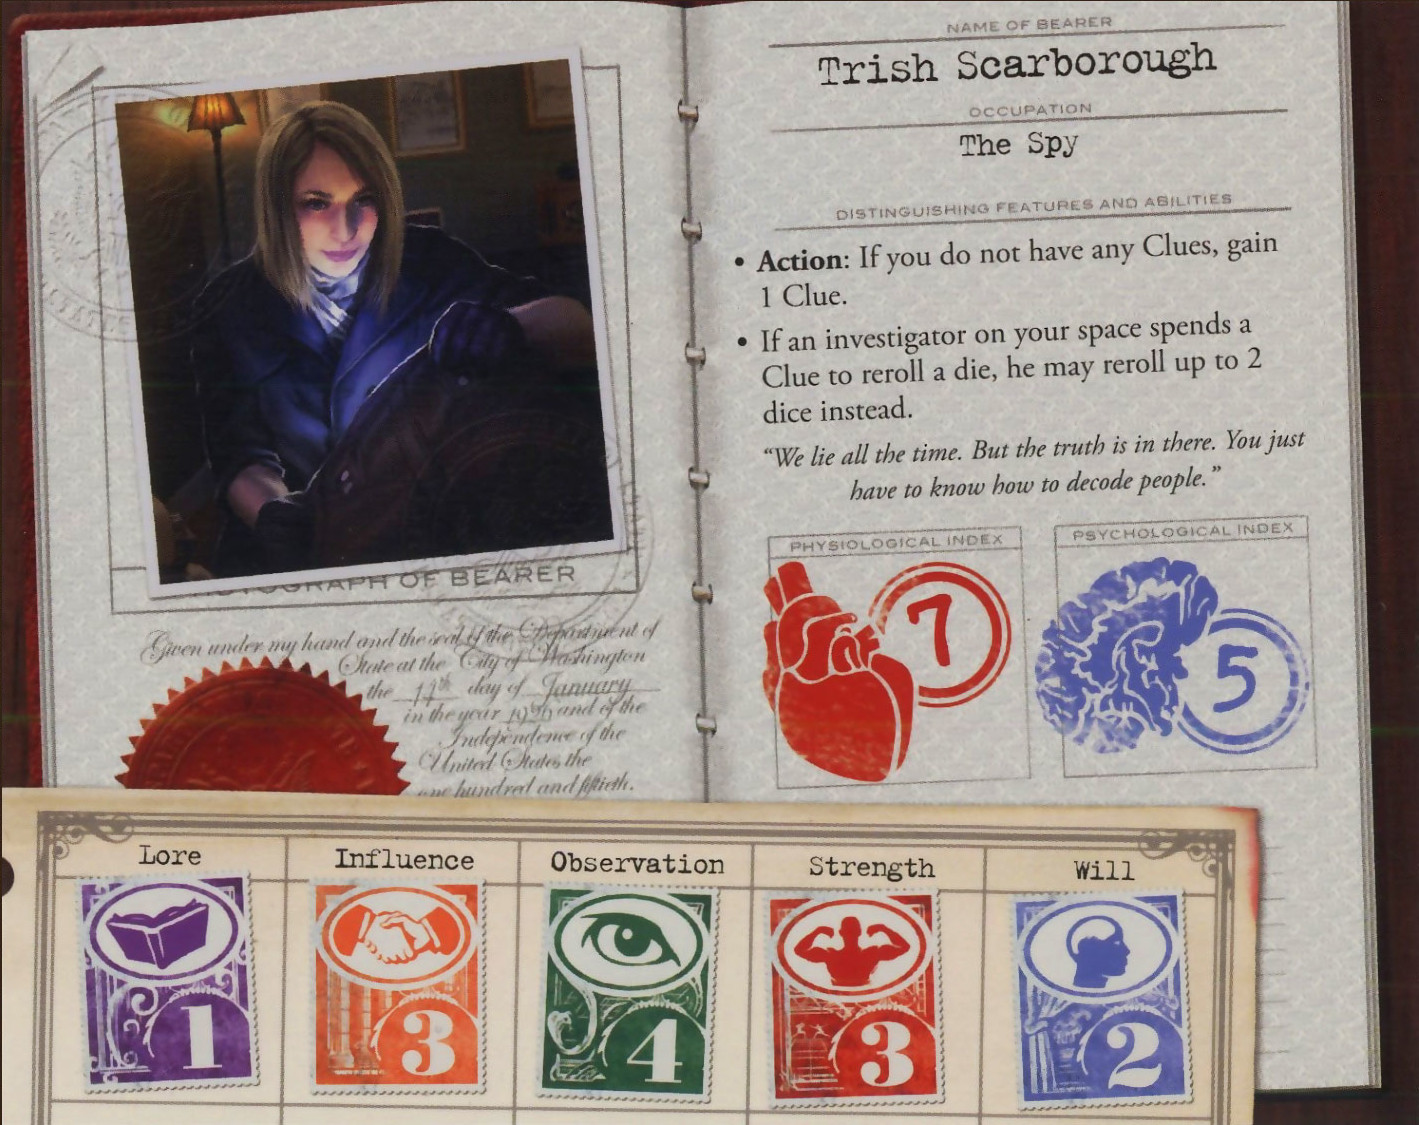 NAME OF BEARER
Trish Scarborough
OCCUPATION
The Spy
DISTINGUISHING FEATURES AND ABILITIES
• Action: If you do not have any Clues, gain
1 Clue.
• If an investigator on your space spends a
Clue to reroll a die, he may reroll up to 2
dice instead.
“We lie all the time. But the truth is in there. You just
have to know how to decode people.”
PHYSIOLOGICAL INDEX
7
PSYCHOLOGICAL INDEX
5
OF BEARER
Given under my hand and the seal of the Department of
State at the City of Washington
the day of January
in the year 1926 and of the
Independence of the
United States the
one hundred and fiftieth.
Lore
Influence
Observation
Strength
Will
1
3
4
3
2